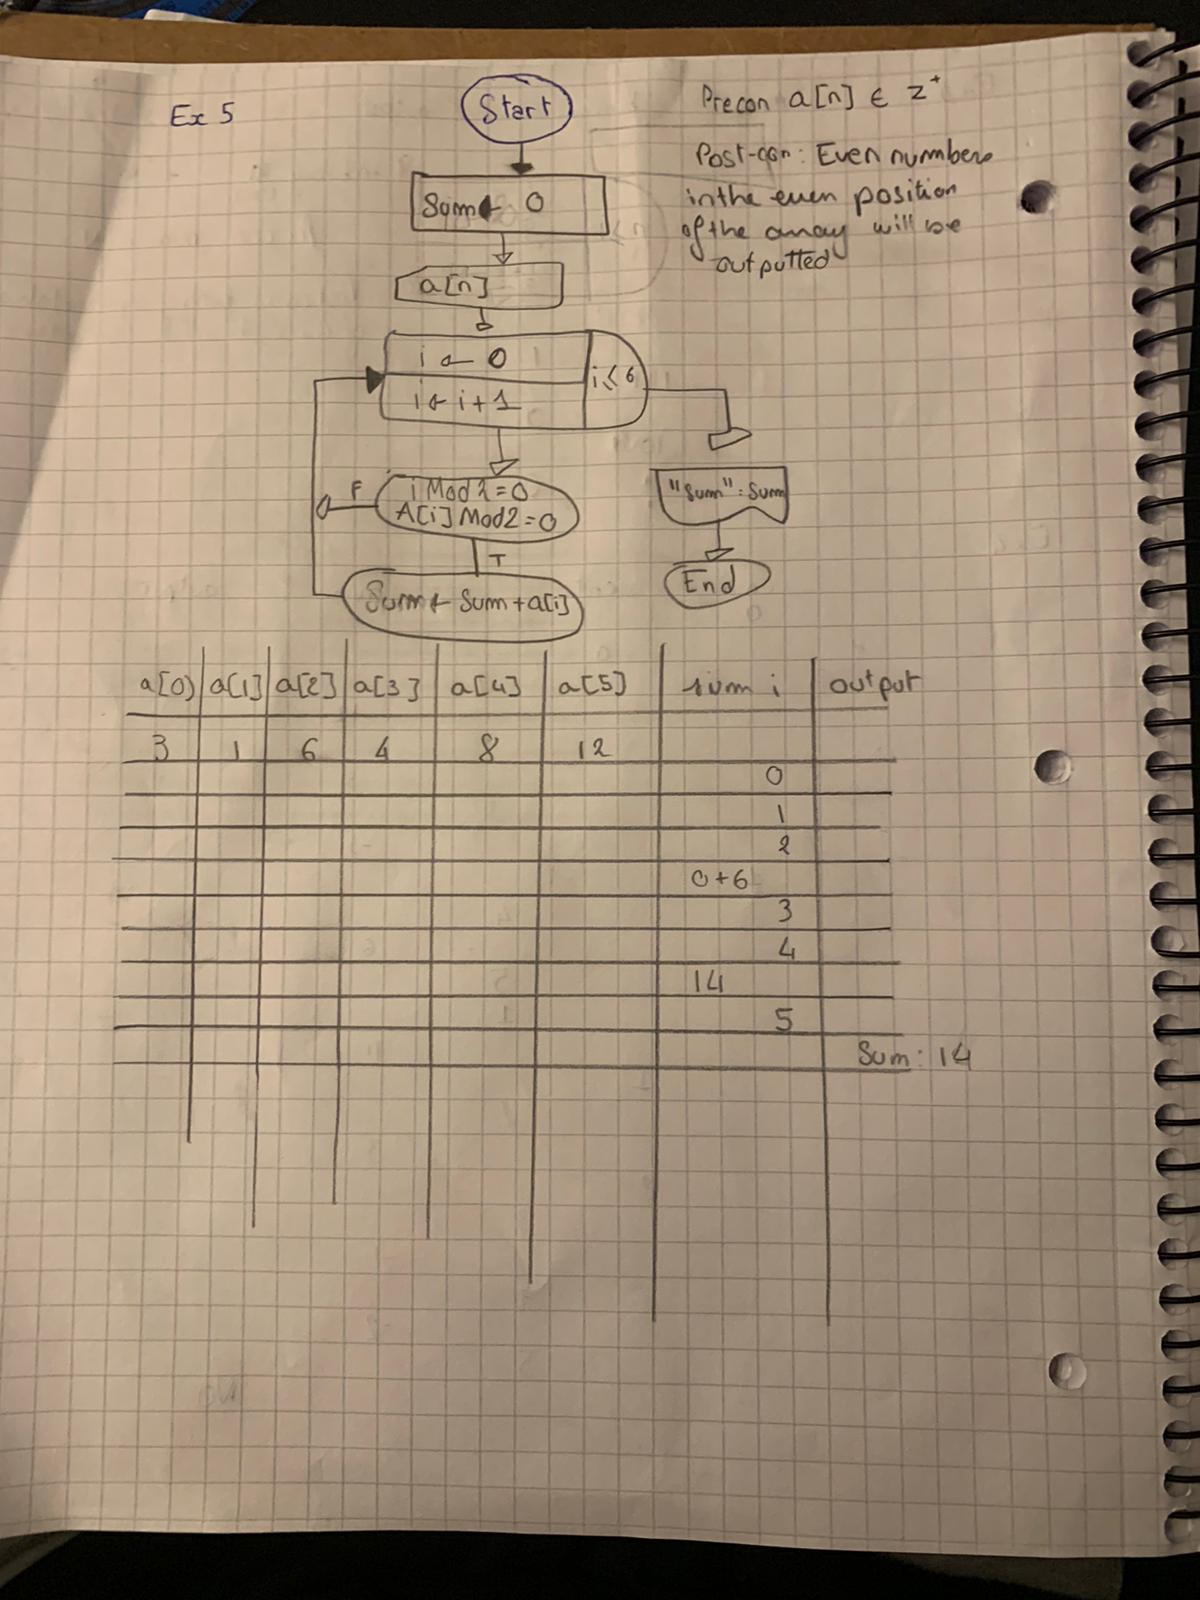 Ex 5
Start
Precon a[n] ∈ Z⁺
Post-con: Even numbers
in the even position
of the array will be
outputted
Sum ← 0
a[n]
i ← 0
i ← i + 1
i ≤ 6
F
i Mod 2 = 0
A[i] Mod 2 = 0
T
Sum ← Sum + a[i]
"Sum" : Sum
End
a[0) a[1] a[2] a[3] a[4] a[5] sum i output
3 1 6 4 8 12
0
1
2
0+6
3
4
14
5
Sum : 14